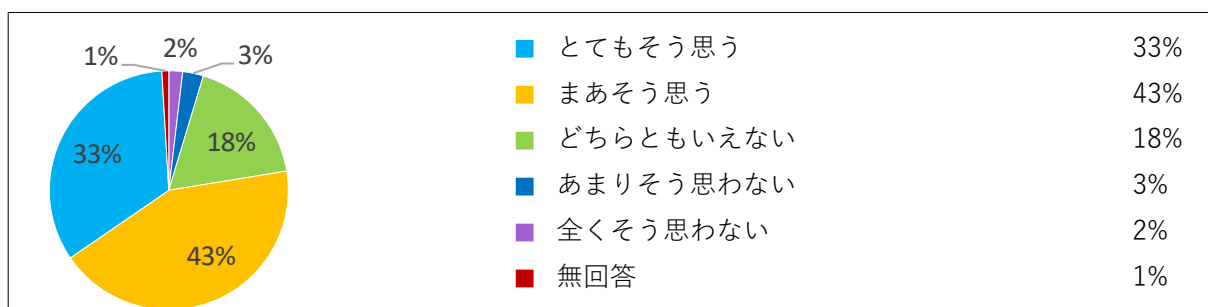 1%
2%
3%
18%
33%
43%
とてもそう思う 33%
まあそう思う 43%
どちらともいえない 18%
あまりそう思わない 3%
全くそう思わない 2%
無回答 1%